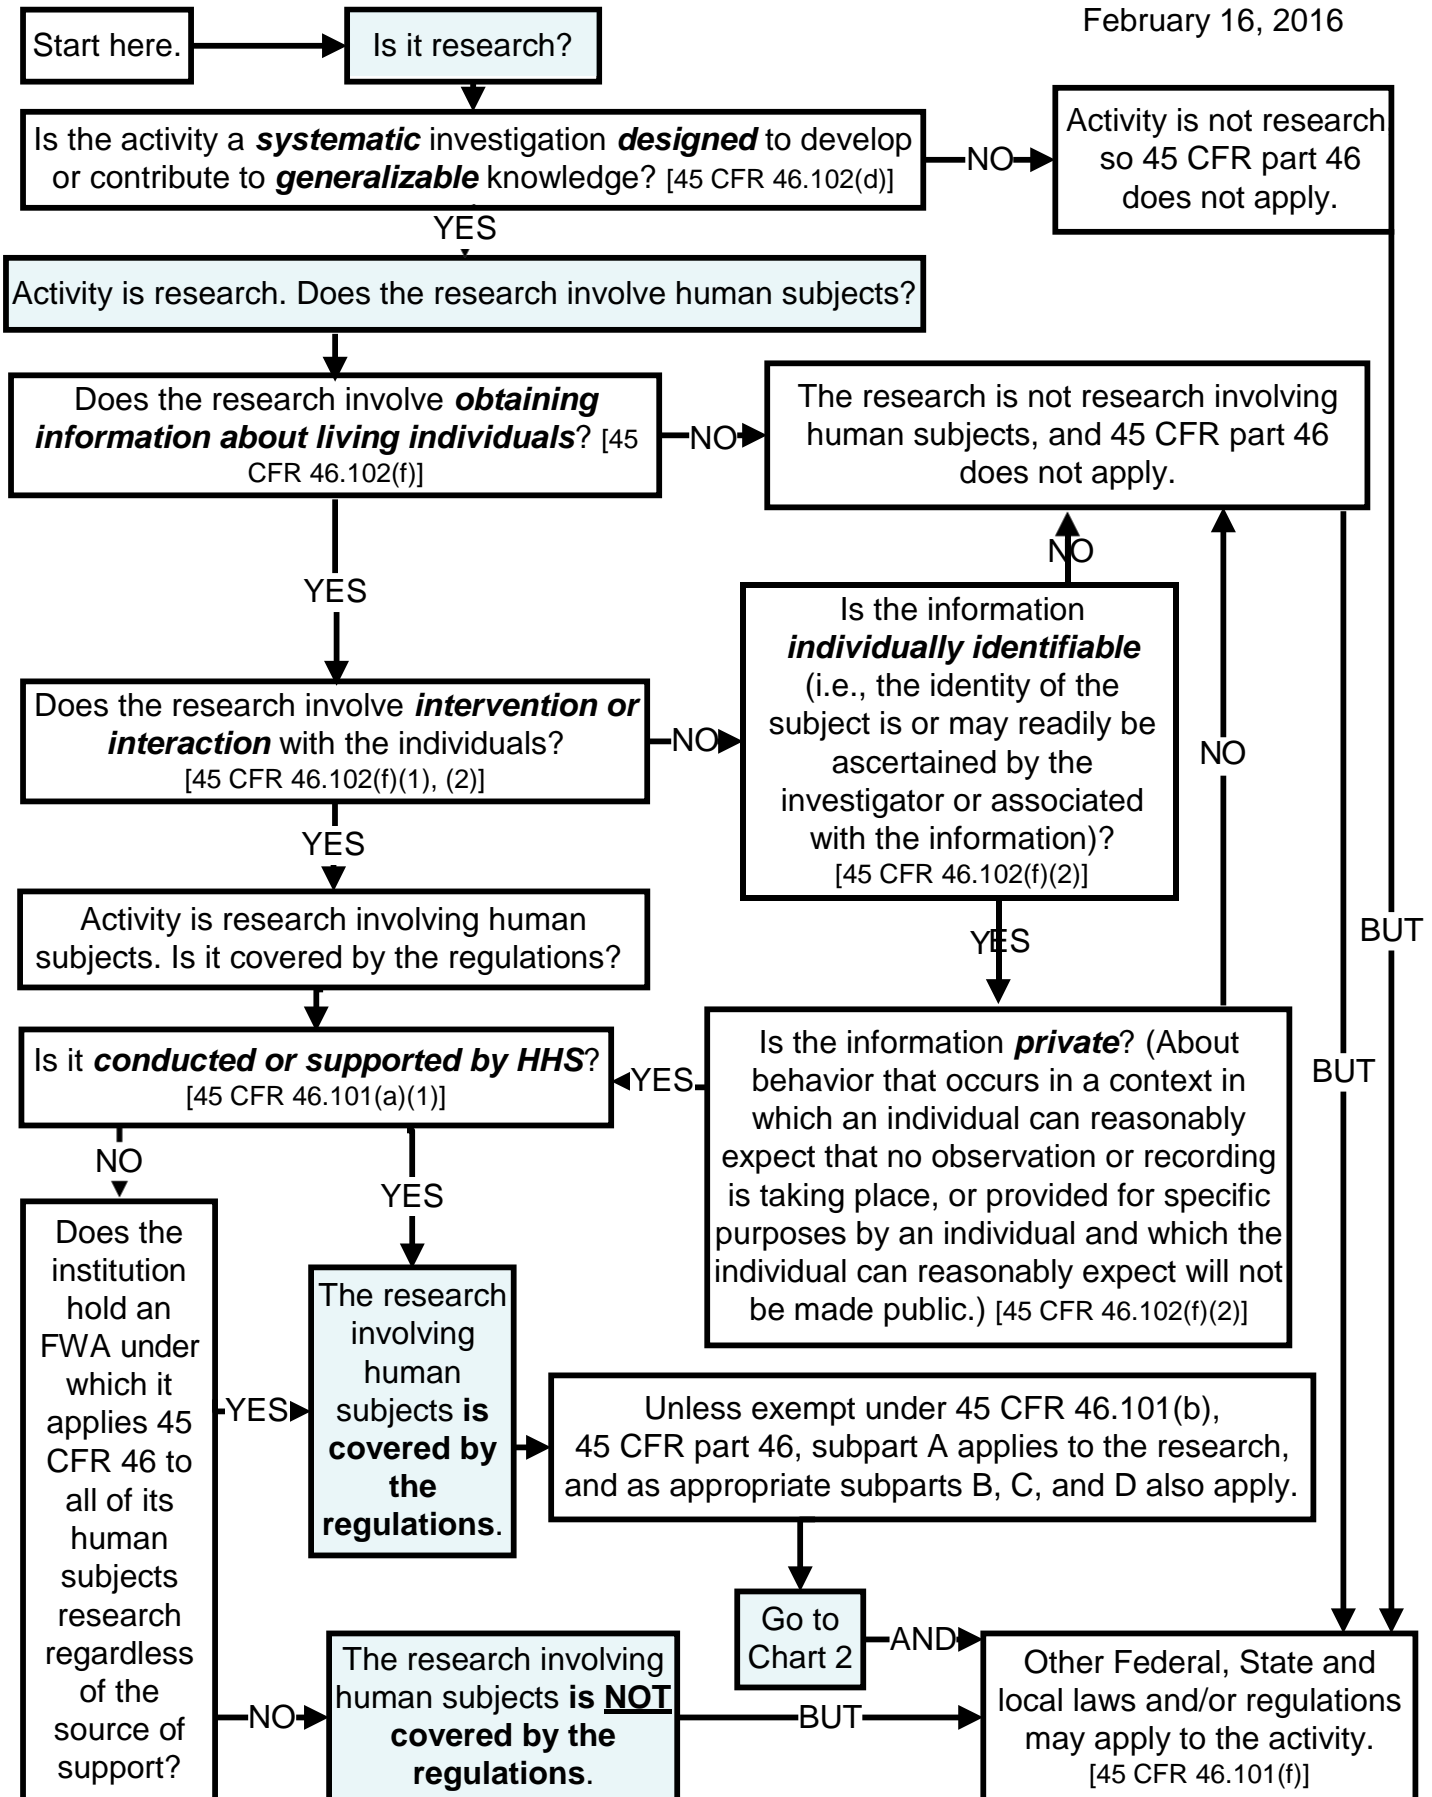 February 16, 2016
Start here.
Is it research?
Is the activity a systematic investigation designed to develop
or contribute to generalizable knowledge? [45 CFR 46.102(d)]
NO
Activity is not research,
so 45 CFR part 46
does not apply.
YES
Activity is research. Does the research involve human subjects?
Does the research involve obtaining
information about living individuals? [45
CFR 46.102(f)]
NO
The research is not research involving
human subjects, and 45 CFR part 46
does not apply.
NO
YES
Is the information
individually identifiable
(i.e., the identity of the
subject is or may readily be
ascertained by the
investigator or associated
with the information)?
[45 CFR 46.102(f)(2)]
Does the research involve intervention or
interaction with the individuals?
[45 CFR 46.102(f)(1), (2)]
NO
NO
YES
Activity is research involving human
subjects. Is it covered by the regulations?
YES
BUT
Is it conducted or supported by HHS?
[45 CFR 46.101(a)(1)]
YES
Is the information private? (About
behavior that occurs in a context in
which an individual can reasonably
expect that no observation or recording
is taking place, or provided for specific
purposes by an individual and which the
individual can reasonably expect will not
be made public.) [45 CFR 46.102(f)(2)]
BUT
NO
YES
Does the
institution
hold an
FWA under
which it
applies 45
CFR 46 to
all of its
human
subjects
research
regardless
of the
source of
support?
YES
The research
involving
human
subjects is
covered by
the
regulations.
Unless exempt under 45 CFR 46.101(b),
45 CFR part 46, subpart A applies to the research,
and as appropriate subparts B, C, and D also apply.
Go to
Chart 2
AND
NO
The research involving
human subjects is NOT
covered by the
regulations.
BUT
Other Federal, State and
local laws and/or regulations
may apply to the activity.
[45 CFR 46.101(f)]